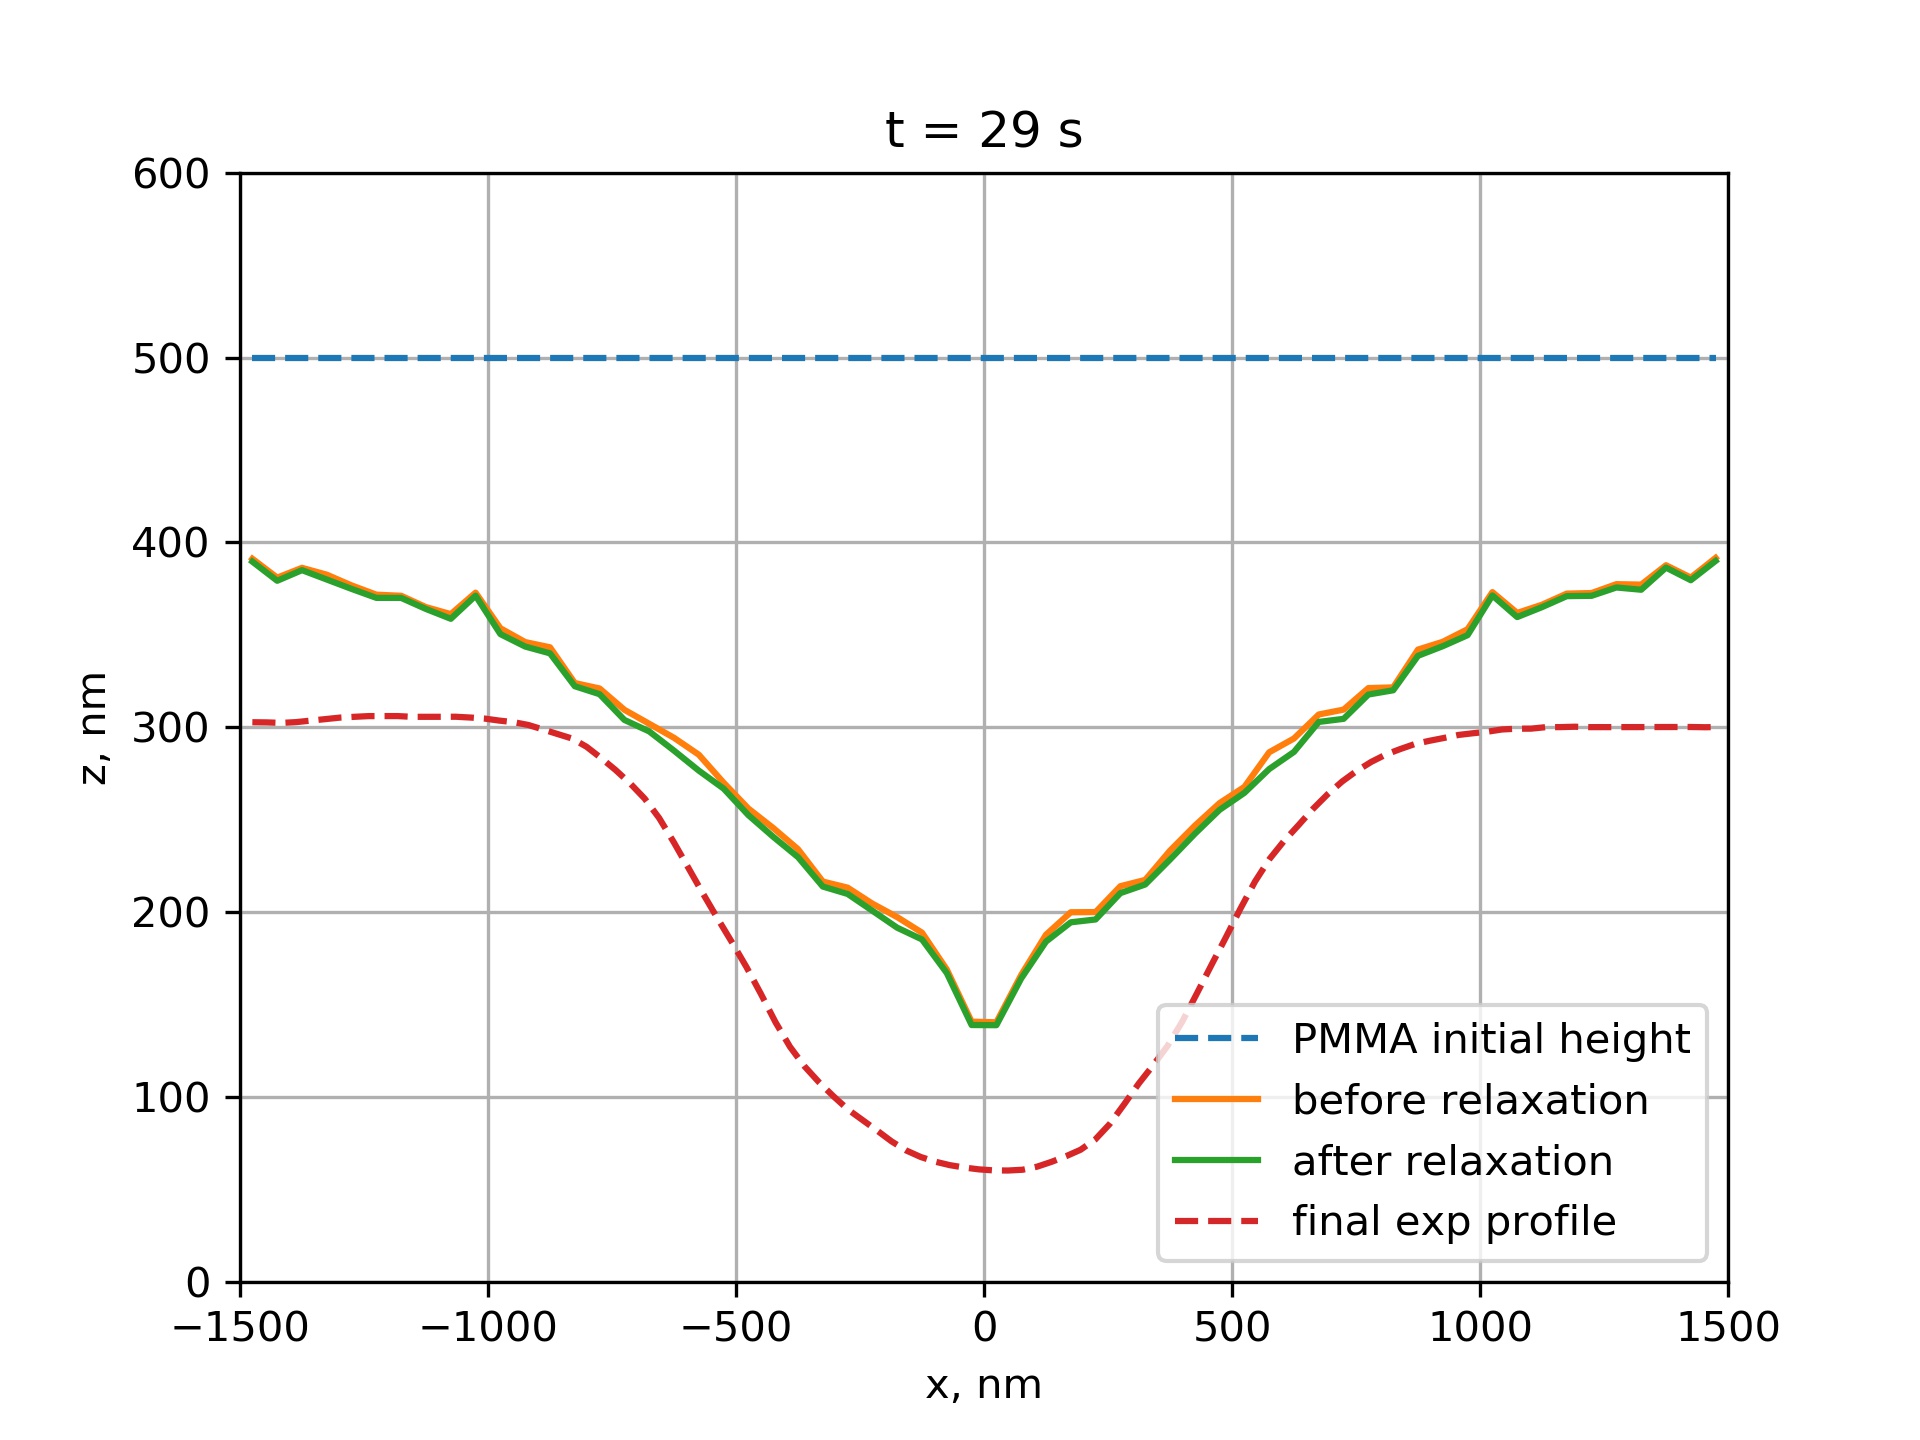 t = 29 s
600
500
400
300
200
100
0
z, nm
−1500 −1000 −500 0 500 1000 1500
x, nm
PMMA initial height
before relaxation
after relaxation
final exp profile